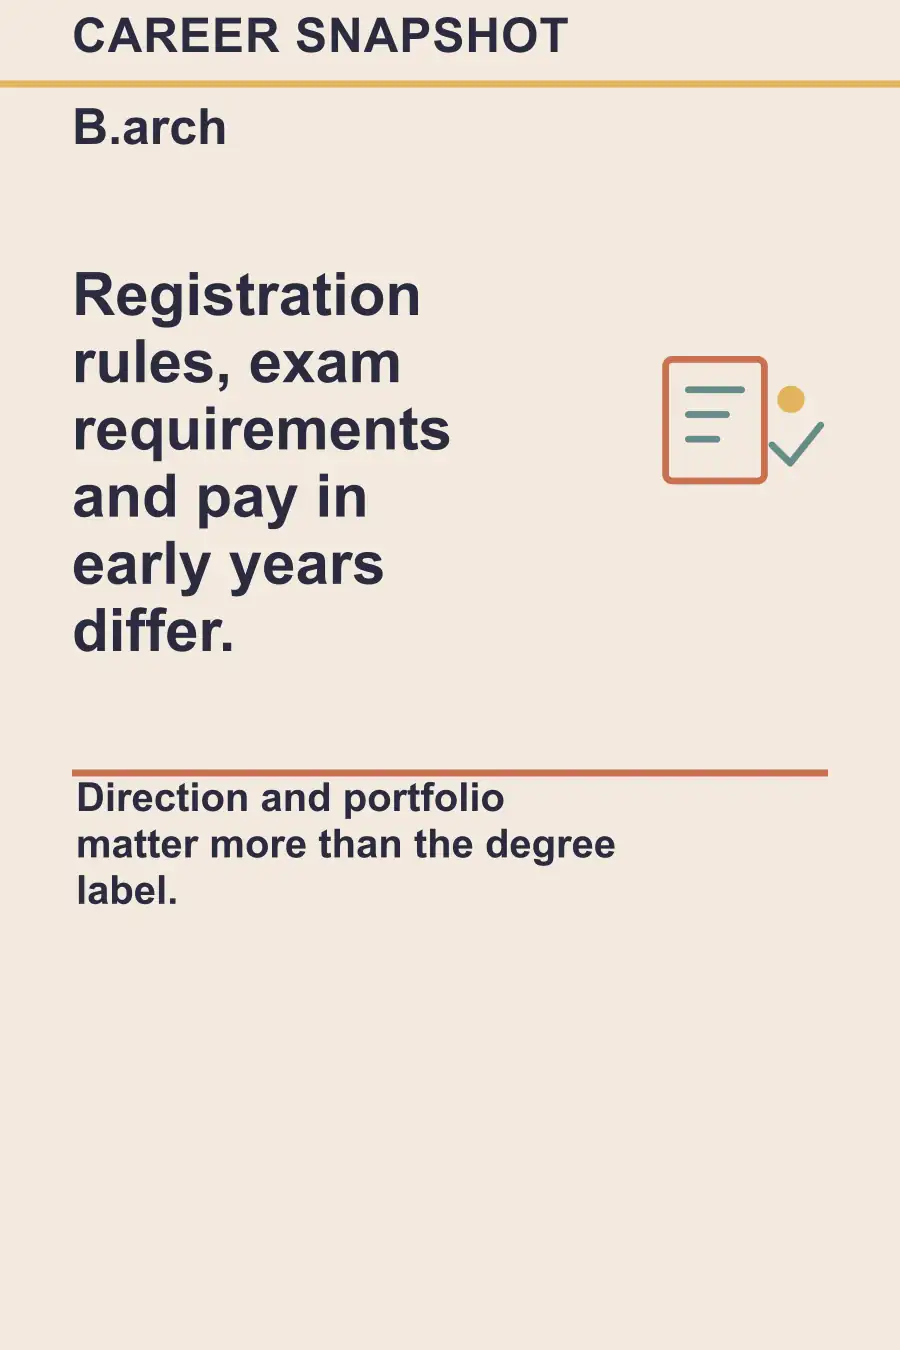 CAREER SNAPSHOT
B.arch
Registration
rules, exam
requirements
and pay in
early years
differ.
Direction and portfolio
matter more than the degree
label.